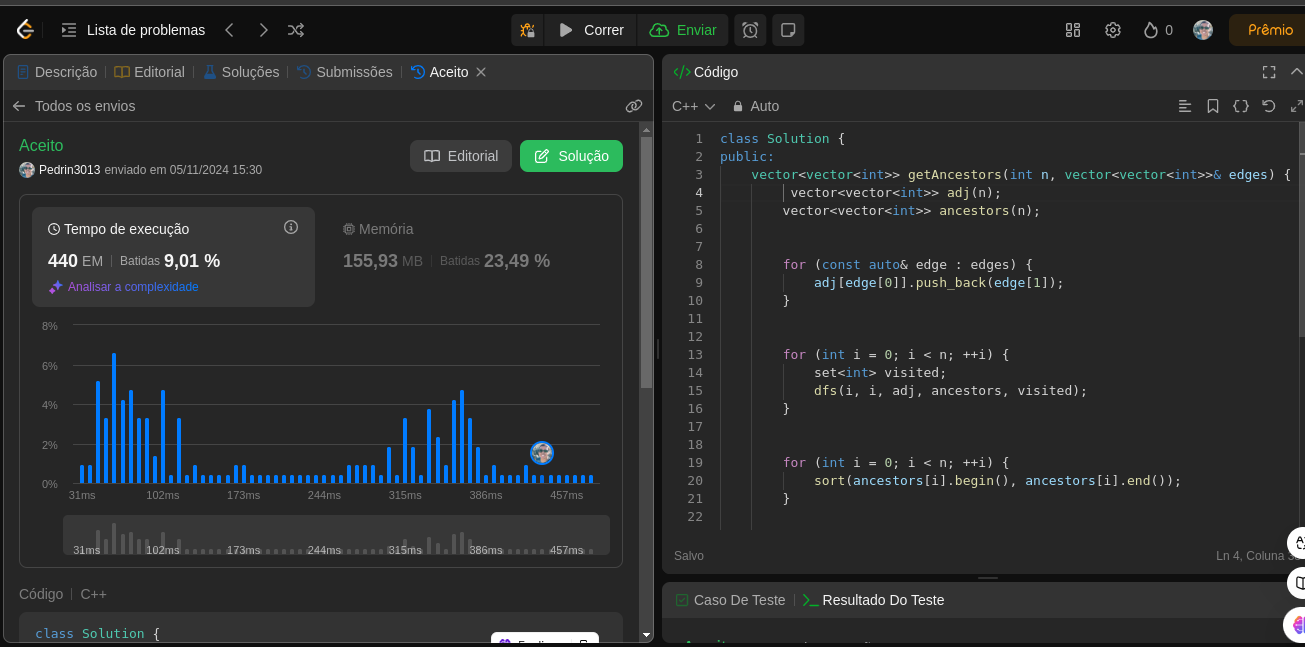 Lista de problemas
Correr
Enviar
0
Prêmio
Descrição
Editorial
Soluções
Submissões
Aceito
Todos os envios
Aceito
Pedrin3013 enviado em 05/11/2024 15:30
Editorial
Solução
Tempo de execução
440 EM
Batidas 9,01 %
Analisar a complexidade
Memória
155,93 MB
Batidas 23,49 %
8%
6%
4%
2%
0%
31ms 102ms 173ms 244ms 315ms 386ms 457ms
31ms 102ms 173ms 244ms 315ms 386ms 457ms
Código
C++
class Solution {
</> Código
C++
Auto
1 class Solution {
2 public:
3 vector<vector<int>> getAncestors(int n, vector<vector<int>>& edges) {
4 vector<vector<int>> adj(n);
5 vector<vector<int>> ancestors(n);
6
7
8 for (const auto& edge : edges) {
9 adj[edge[0]].push_back(edge[1]);
10 }
11
12
13 for (int i = 0; i < n; ++i) {
14 set<int> visited;
15 dfs(i, i, adj, ancestors, visited);
16 }
17
18
19 for (int i = 0; i < n; ++i) {
20 sort(ancestors[i].begin(), ancestors[i].end());
21 }
22
Salvo
Ln 4, Coluna
Caso De Teste
Resultado Do Teste